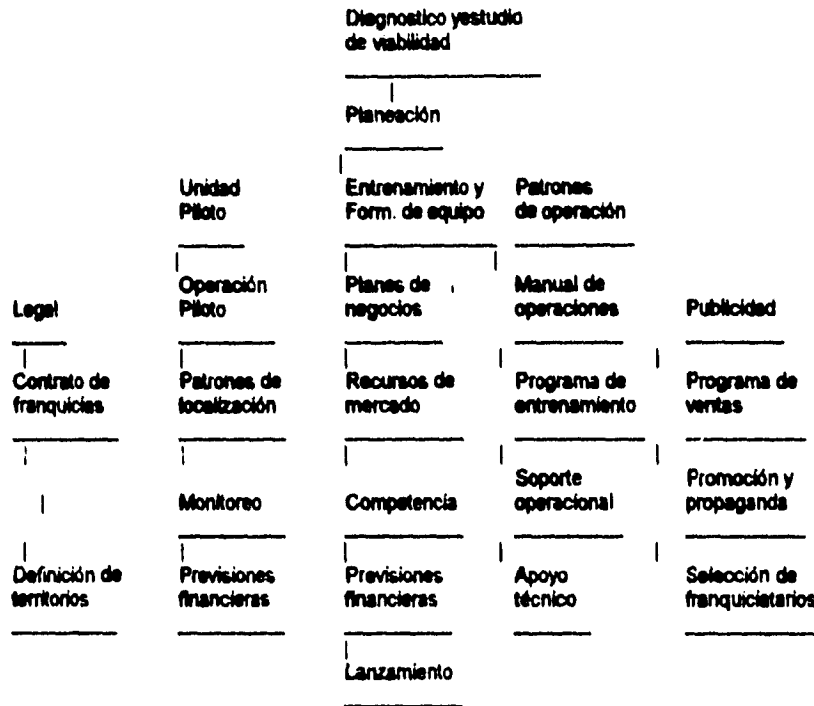 Diagnostico yestudio
de viabilidad
Planeación
Unidad
Piloto
Entrenamiento y
Form. de equipo
Patrones
de operación
Legal
Operación
Piloto
Planes de
negocios
Manual de
operaciones
Publicidad
Contrato de
franquicias
Patrones de
localización
Recursos de
mercado
Programa de
entrenamiento
Programa de
ventas
Monitoreo
Competencia
Soporte
operacional
Promoción y
propaganda
Definición de
territorios
Previsiones
financieras
Previsiones
financieras
Apoyo
técnico
Selección de
franquiciatarios
Lanzamiento